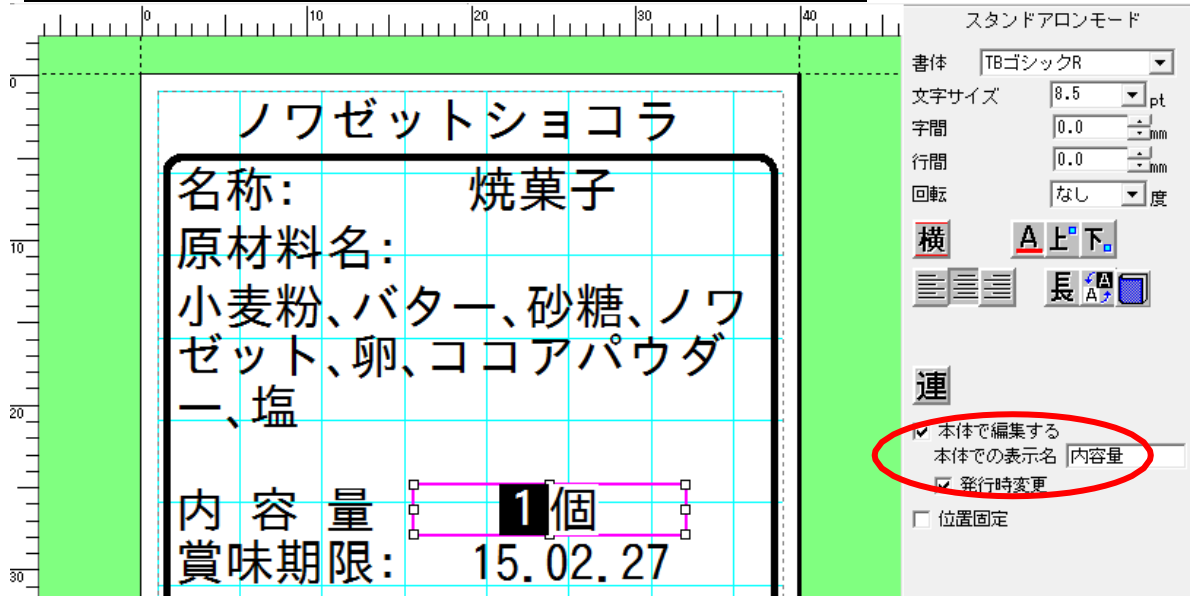 0 10 20 30 40
0
10
20
30
ノワゼットショコラ
名称: 焼菓子
原材料名:
小麦粉、バター、砂糖、ノワ
ゼット、卵、ココアパウダ
ー、塩
内 容 量 1個
賞味期限: 15.02.27
スタンドアロンモード
書体 TBゴシックR
文字サイズ 8.5 pt
字間 0.0 mm
行間 0.0 mm
回転 なし 度
横 A 上 下
長 A A
連
本体で編集する
本体での表示名 内容量
発行時変更
位置固定